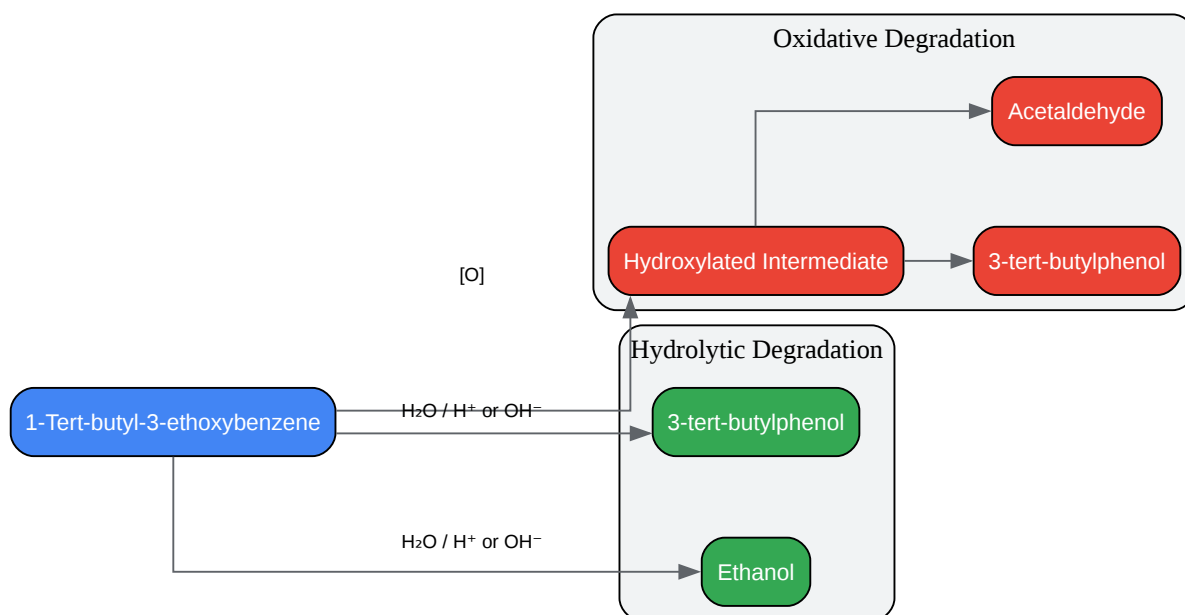 Oxidative Degradation
Acetaldehyde
Hydroxylated Intermediate
3-tert-butylphenol
[O]
Hydrolytic Degradation
1-Tert-butyl-3-ethoxybenzene
H₂O / H⁺ or OH⁻
3-tert-butylphenol
H₂O / H⁺ or OH⁻
Ethanol